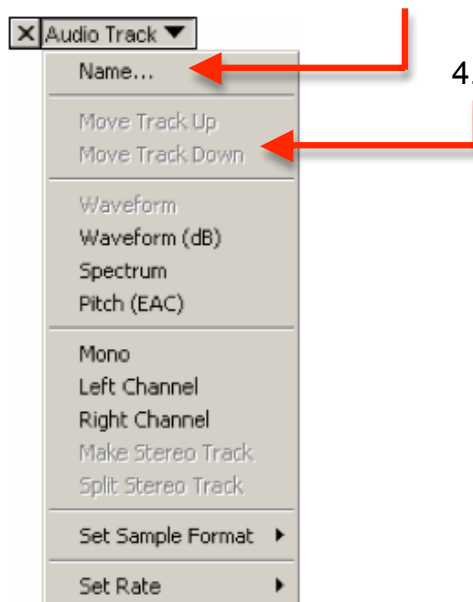 X Audio Track ▼
Name...
4.
Move Track Up
Move Track Down
Waveform
Waveform (dB)
Spectrum
Pitch (EAC)
Mono
Left Channel
Right Channel
Make Stereo Track
Split Stereo Track
Set Sample Format
Set Rate